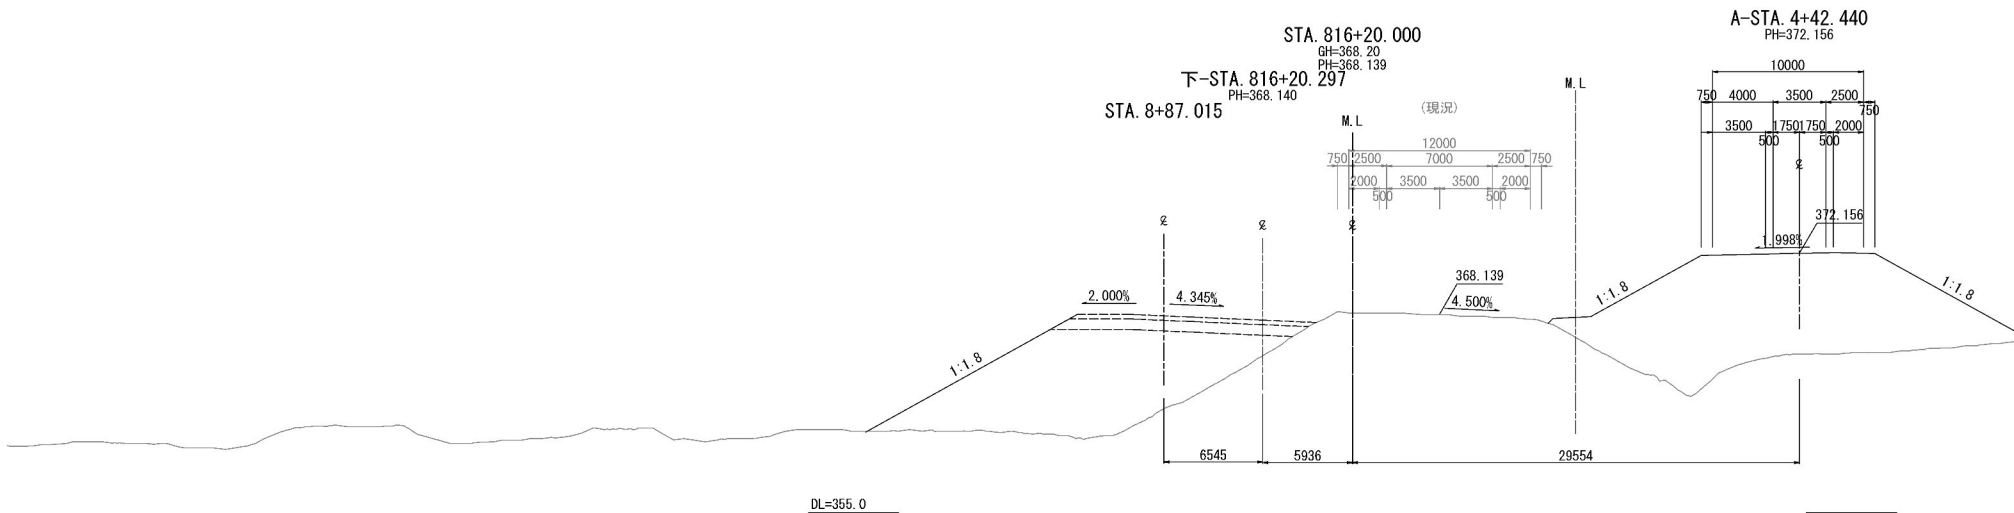 A-STA. 4+42. 440
PH=372. 156
STA. 816+20. 000
GH=368. 20
PH=368. 139
下-STA. 816+20. 297
PH=368. 140
STA. 8+87. 015
(現況)
M. L
M. L
10000
750 4000 3500 2500 750
3500 500 1750 1750 500 2000
12000
750 2500 7000 2500 750
2000 500 3500 3500 500 2000
372. 156
1. 998%
368. 139
4. 500%
2. 000%
4. 345%
1:1. 8
1:1. 8
1:1. 8
6545 5936 29554
DL=355. 0